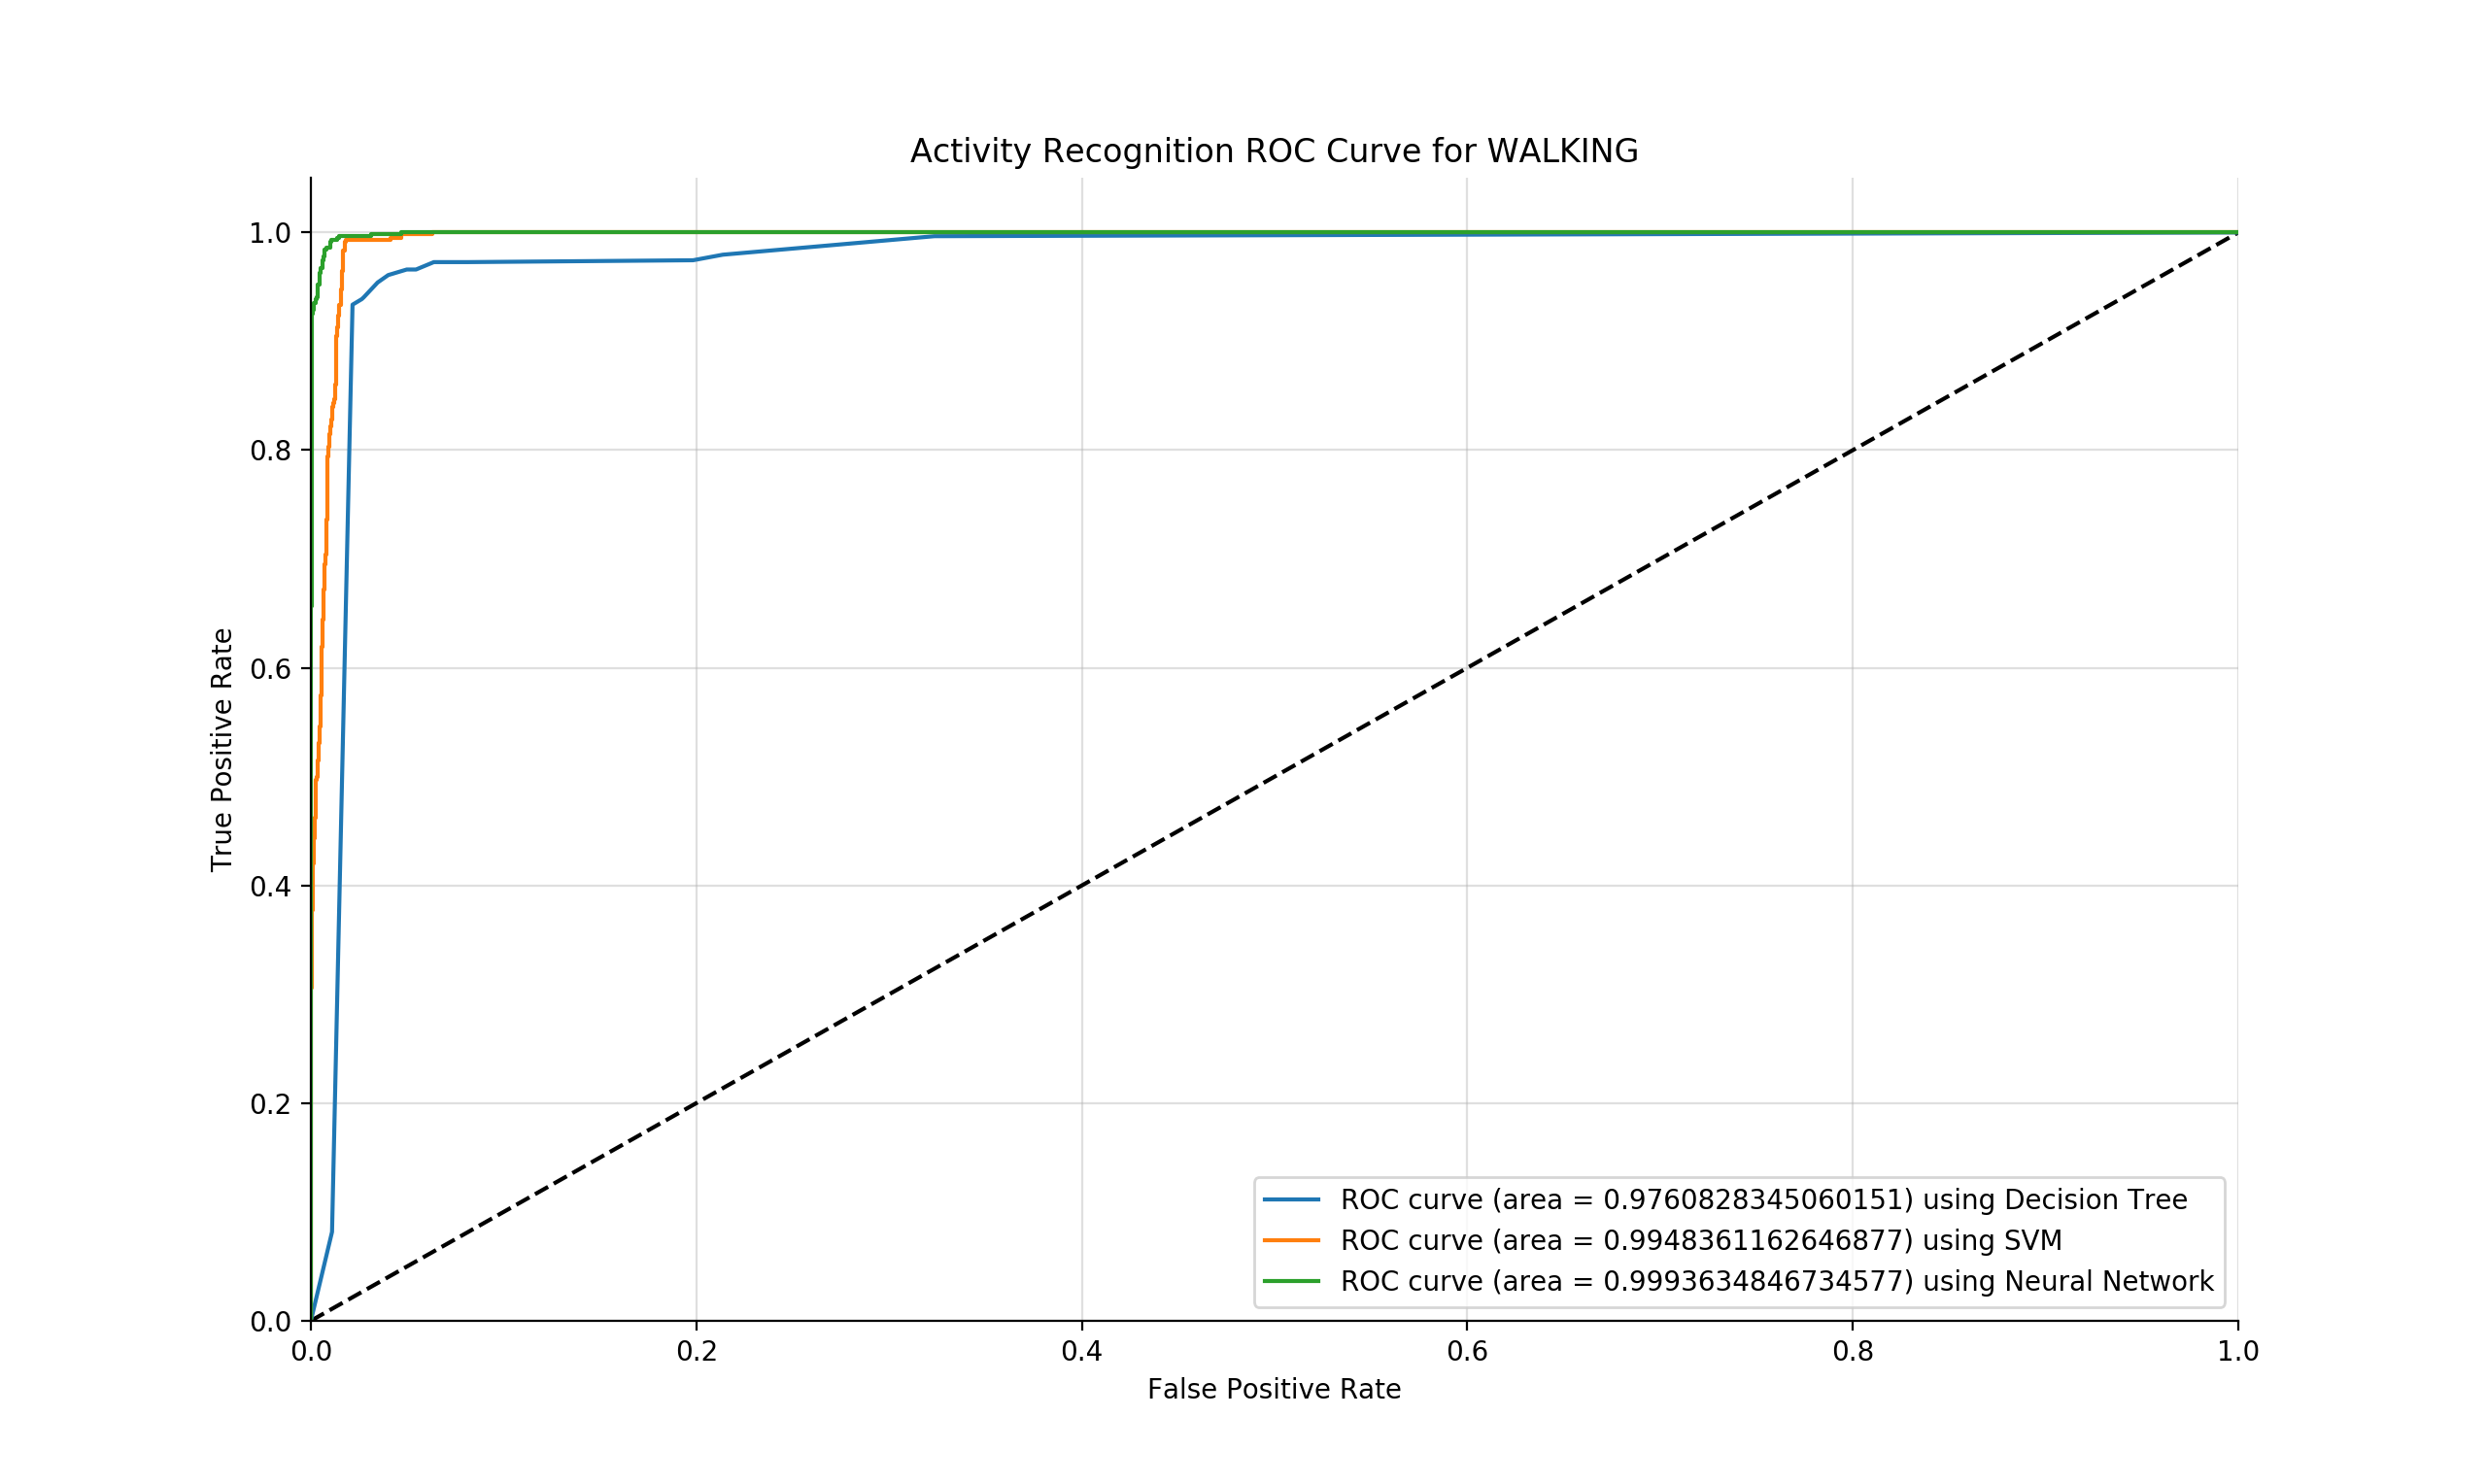 Activity Recognition ROC Curve for WALKING
1.0
0.8
0.6
0.4
0.2
0.0
True Positive Rate
ROC curve (area = 0.9760828345060151) using Decision Tree
ROC curve (area = 0.9948361162646877) using SVM
ROC curve (area = 0.9993634846734577) using Neural Network
0.0 0.2 0.4 0.6 0.8 1.0
False Positive Rate